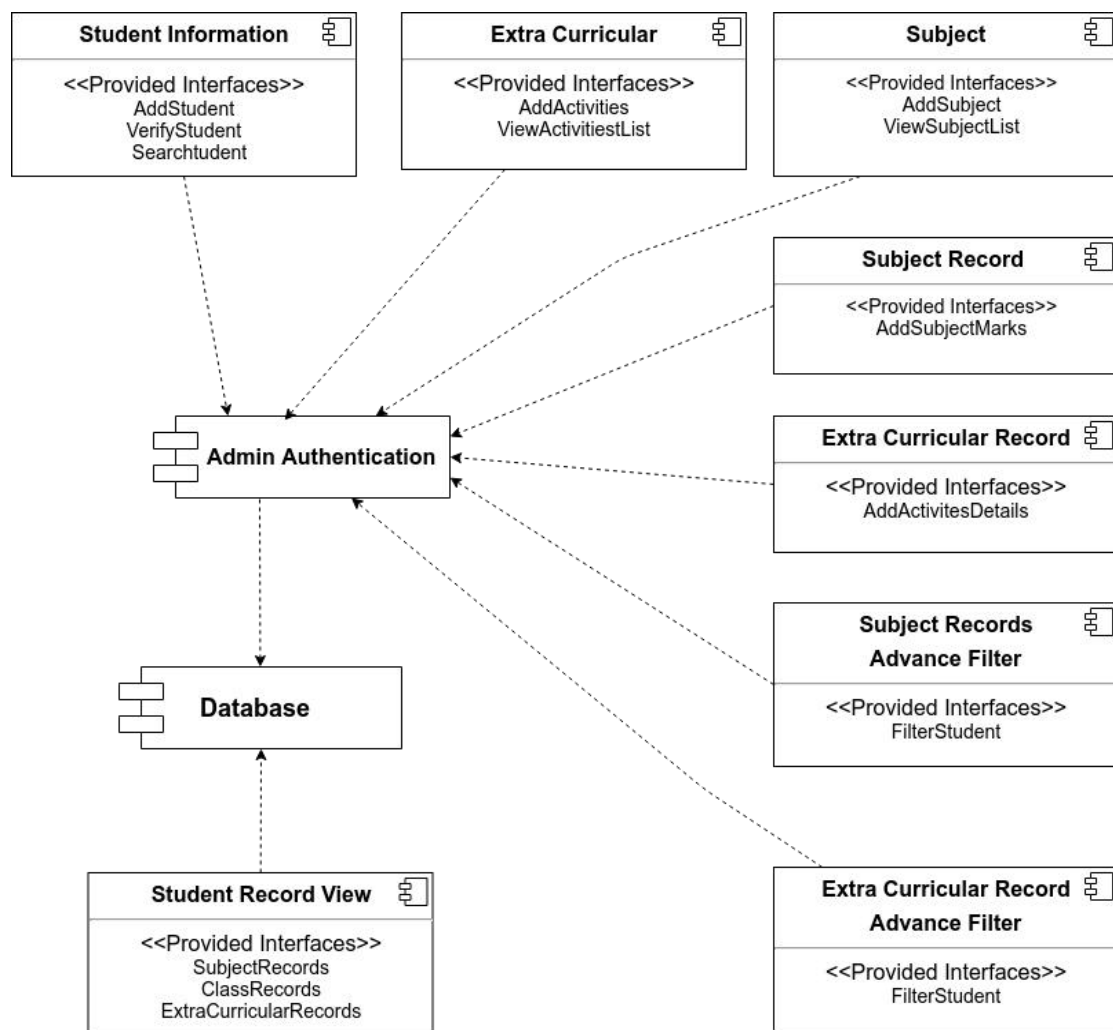 Student Information
<<Provided Interfaces>>
AddStudent
VerifyStudent
Searchtudent
Extra Curricular
<<Provided Interfaces>>
AddActivities
ViewActivitiestList
Subject
<<Provided Interfaces>>
AddSubject
ViewSubjectList
Subject Record
<<Provided Interfaces>>
AddSubjectMarks
Admin Authentication
Extra Curricular Record
<<Provided Interfaces>>
AddActivitesDetails
Subject Records
Advance Filter
<<Provided Interfaces>>
FilterStudent
Database
Student Record View
<<Provided Interfaces>>
SubjectRecords
ClassRecords
ExtraCurricularRecords
Extra Curricular Record
Advance Filter
<<Provided Interfaces>>
FilterStudent